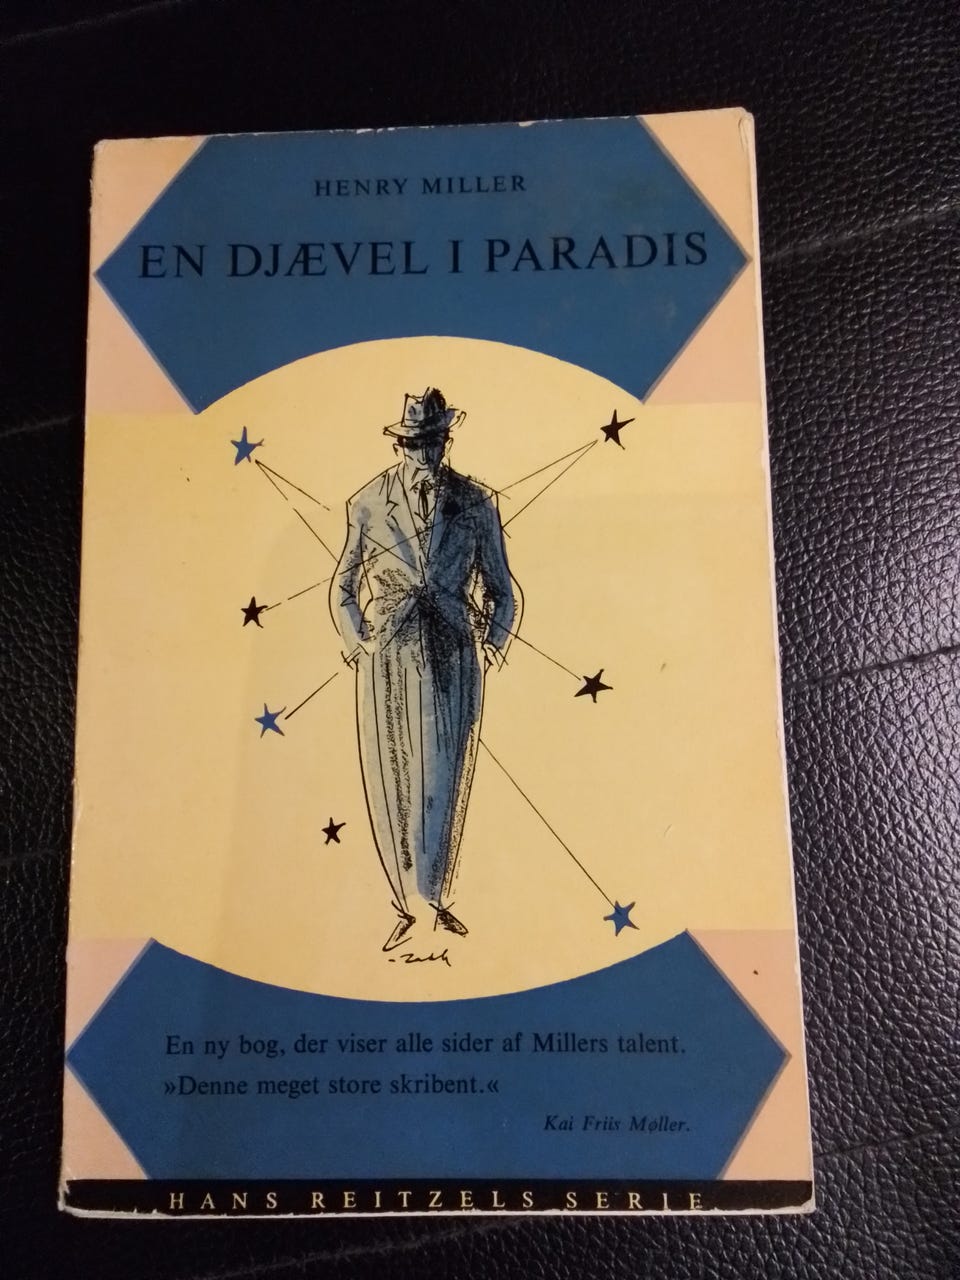 HENRY MILLER
EN DJÆVEL I PARADIS
En ny bog, der viser alle sider af Millers talent.
»Denne meget store skribent.«
Kai Friis Møller.
HANS REITZELS SERIE